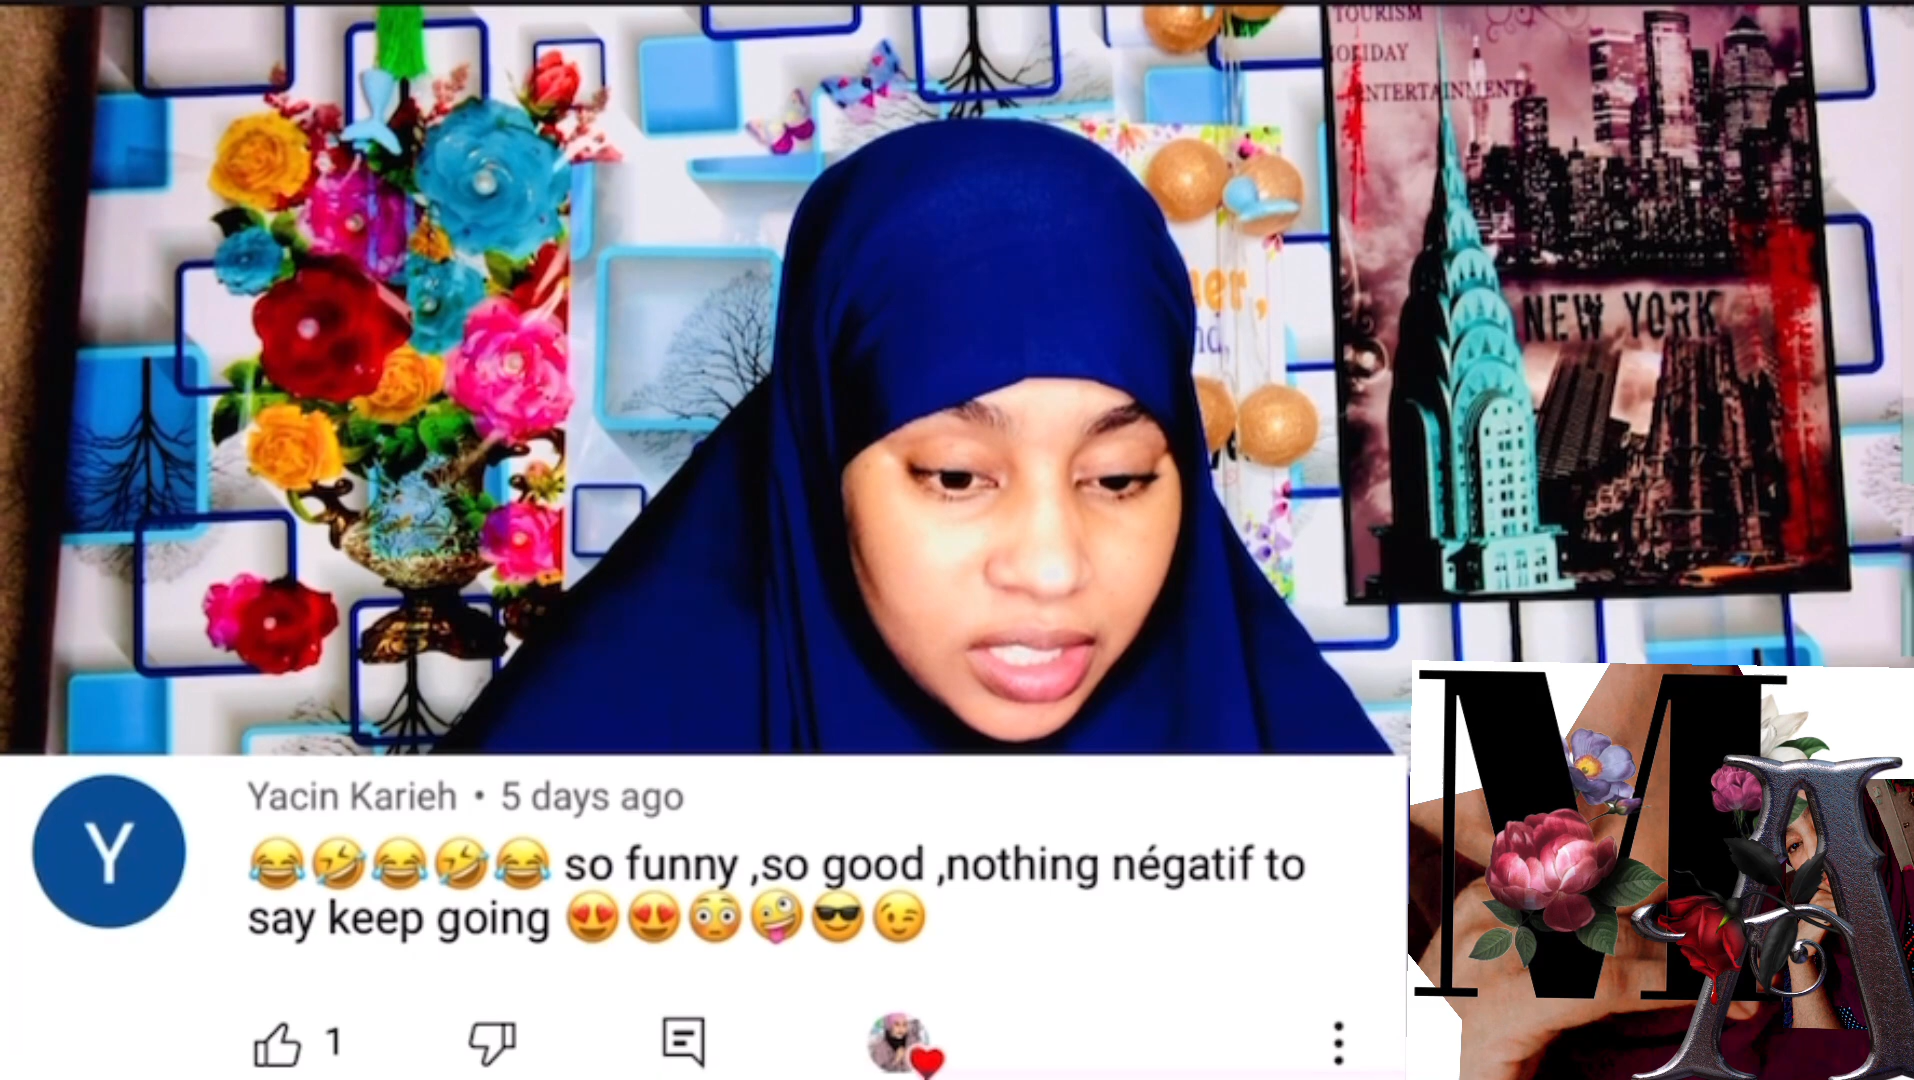 TOURISM
ENTERTAINMENT
NEW YORK
Yacin Karieh • 5 days ago
😂🤣😂🤣😂 so funny ,so good ,nothing négatif to
say keep going 😍😍😳🤪😎😉
1
Y
M
A